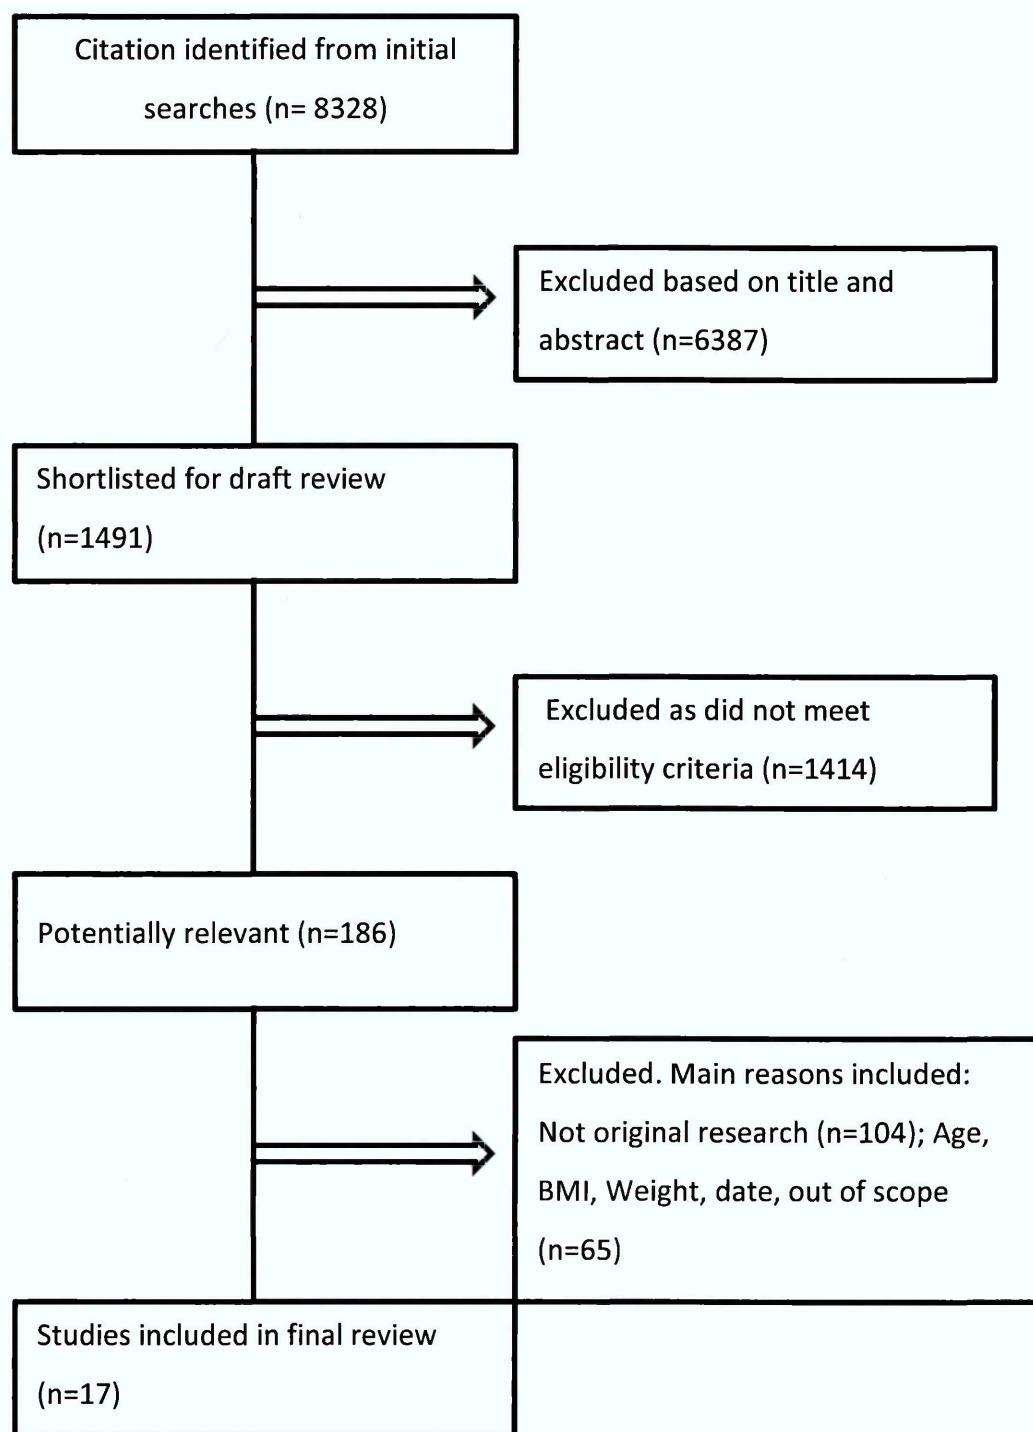 Citation identified from initial
searches (n= 8328)
Excluded based on title and
abstract (n=6387)
Shortlisted for draft review
(n=1491)
Excluded as did not meet
eligibility criteria (n=1414)
Potentially relevant (n=186)
Excluded. Main reasons included:
Not original research (n=104); Age,
BMI, Weight, date, out of scope
(n=65)
Studies included in final review
(n=17)